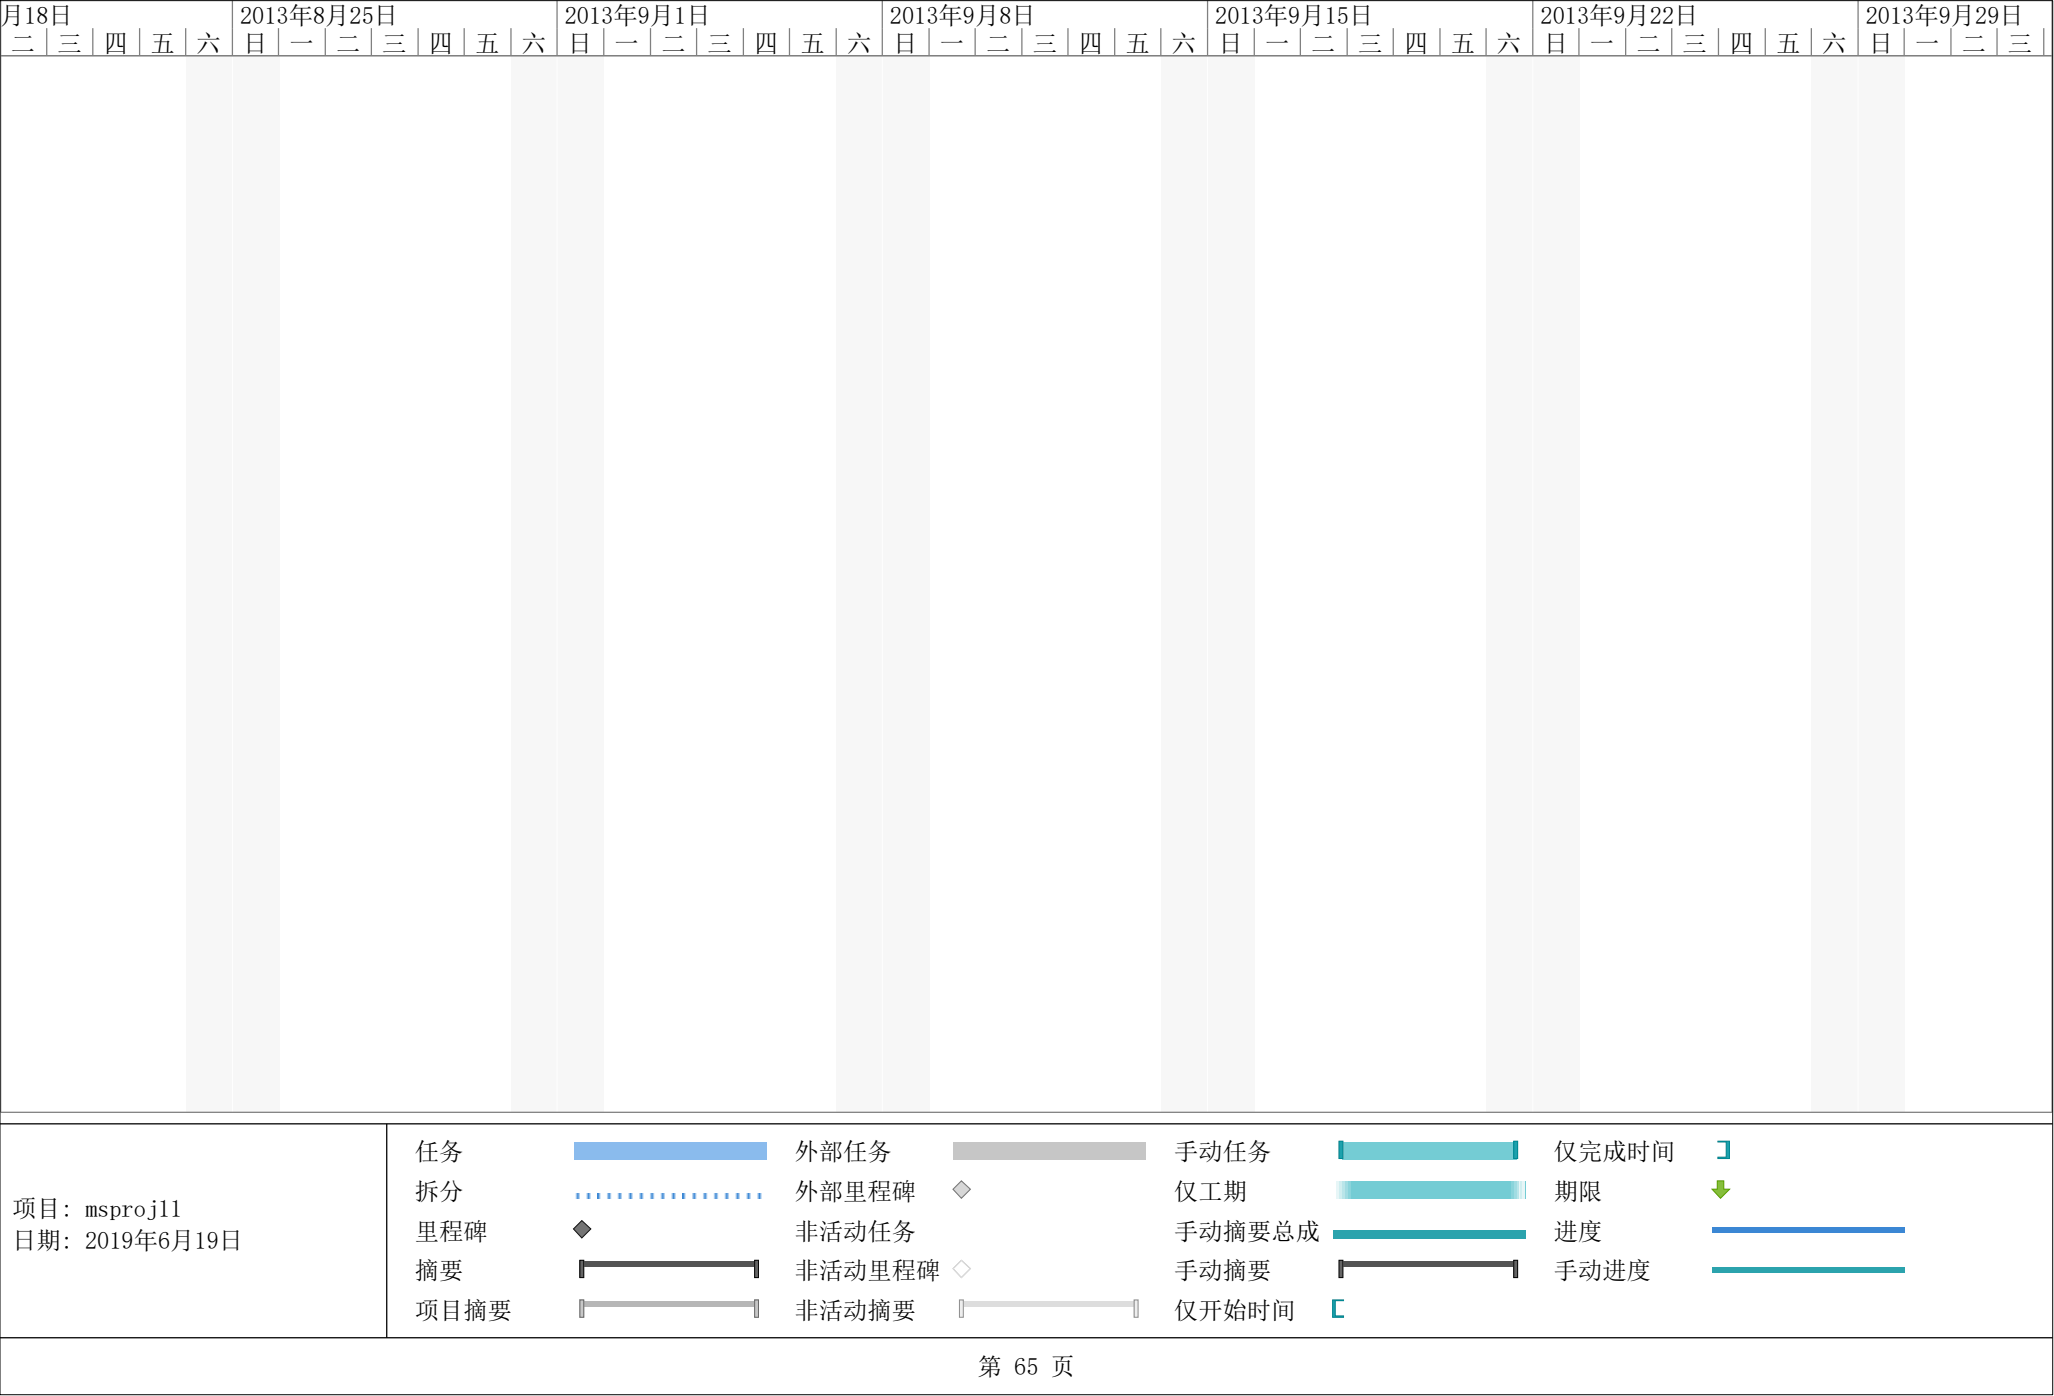 月18日 2013年8月25日 2013年9月1日 2013年9月8日 2013年9月15日 2013年9月22日 2013年9月29日
二 三 四 五 六 日 一 二 三 四 五 六 日 一 二 三 四 五 六 日 一 二 三 四 五 六 日 一 二 三 四 五 六 日 一 二 三 四 五 六 日 一 二 三
项目: msproj11
日期: 2019年6月19日
任务 外部任务 手动任务 仅完成时间
拆分 外部里程碑 仅工期 期限
里程碑 非活动任务 手动摘要总成 进度
摘要 非活动里程碑 手动摘要 手动进度
项目摘要 非活动摘要 仅开始时间
第 65 页